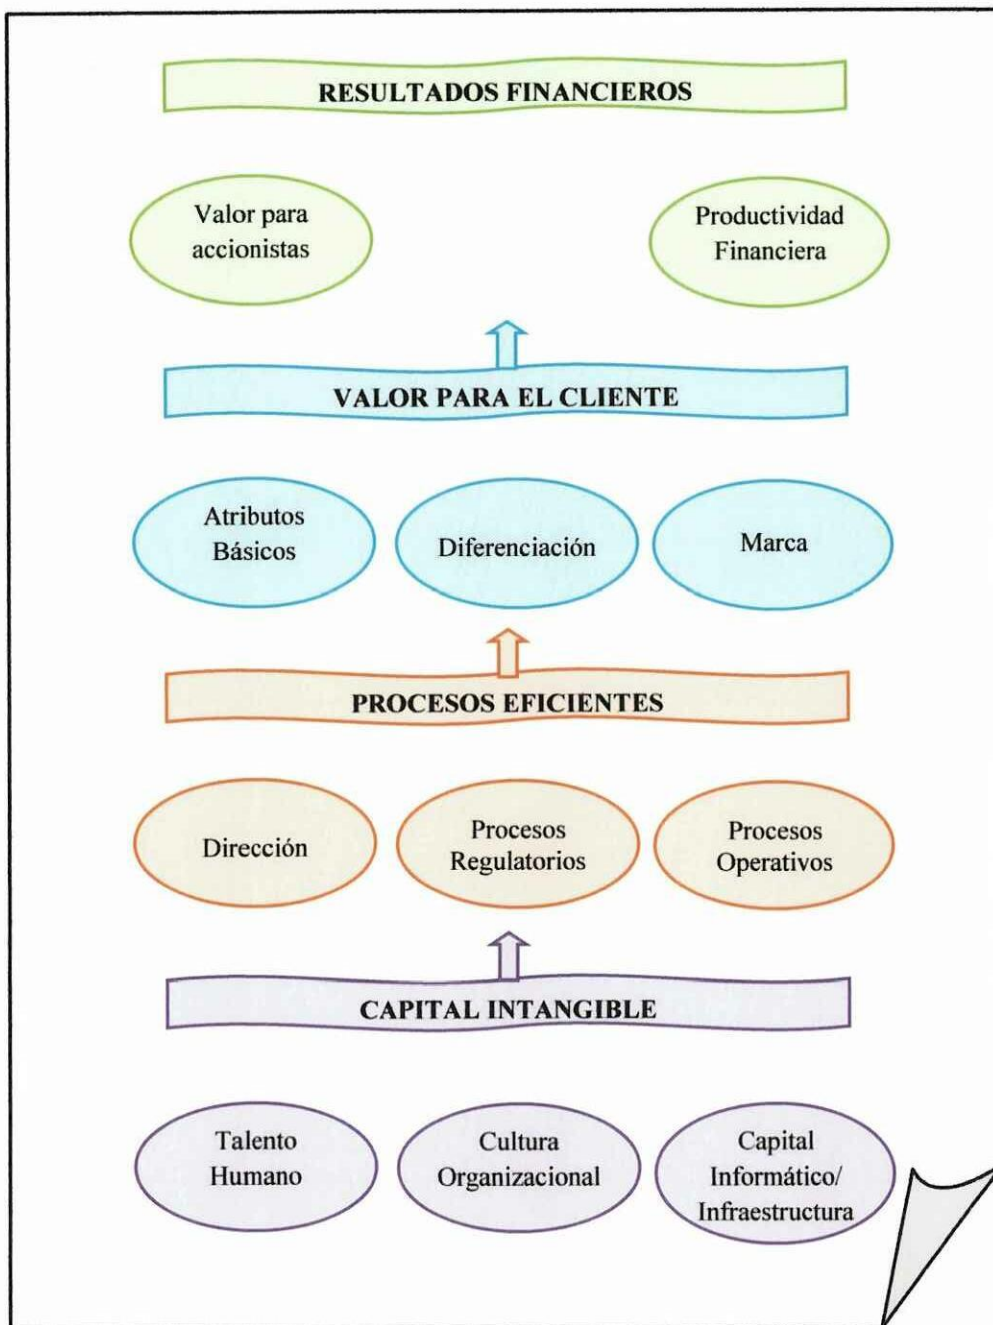 RESULTADOS FINANCIEROS
Valor para
accionistas
Productividad
Financiera
VALOR PARA EL CLIENTE
Atributos
Básicos
Diferenciación
Marca
PROCESOS EFICIENTES
Dirección
Procesos
Regulatorios
Procesos
Operativos
CAPITAL INTANGIBLE
Talento
Humano
Cultura
Organizacional
Capital
Informático/
Infraestructura